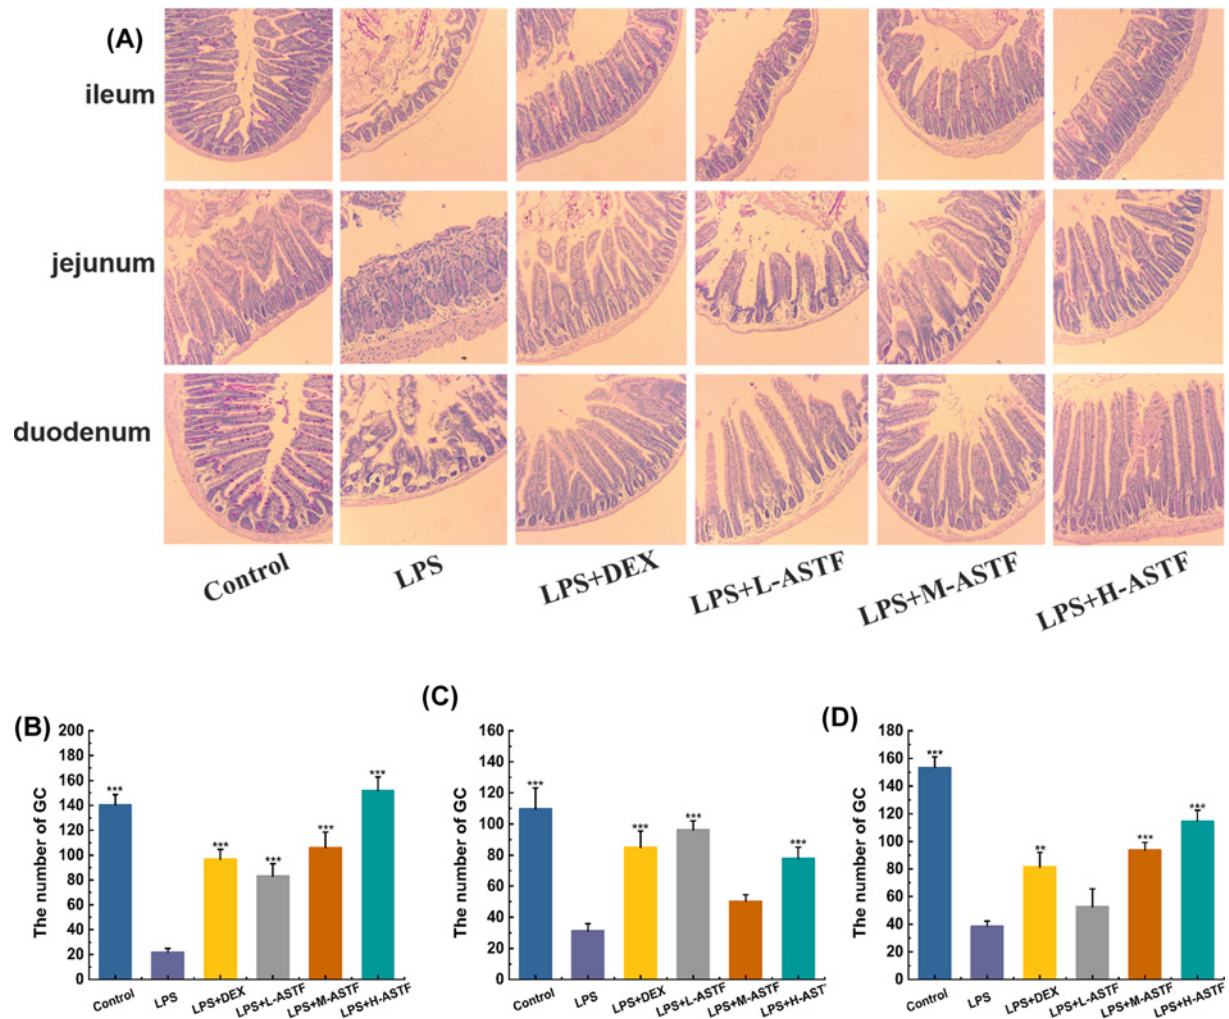 (A)
ileum
jejunum
duodenum
Control
LPS
LPS+DEX
LPS+L-ASTF
LPS+M-ASTF
LPS+H-ASTF
(B)
The number of GC
200
180
160
140
120
100
80
60
40
20
0
***
***
***
***
***
Control
LPS
LPS+DEX
LPS+L-ASTF
LPS+M-ASTF
LPS+H-ASTF
(C)
The number of GC
160
140
120
100
80
60
40
20
0
***
***
***
***
Control
LPS
LPS+DEX
LPS+L-ASTF
LPS+M-ASTF
LPS+H-AST
(D)
The number of GC
180
160
140
120
100
80
60
40
20
0
***
**
***
***
Control
LPS
LPS+DEX
LPS+L-ASTF
LPS+M-ASTF
LPS+H-ASTF